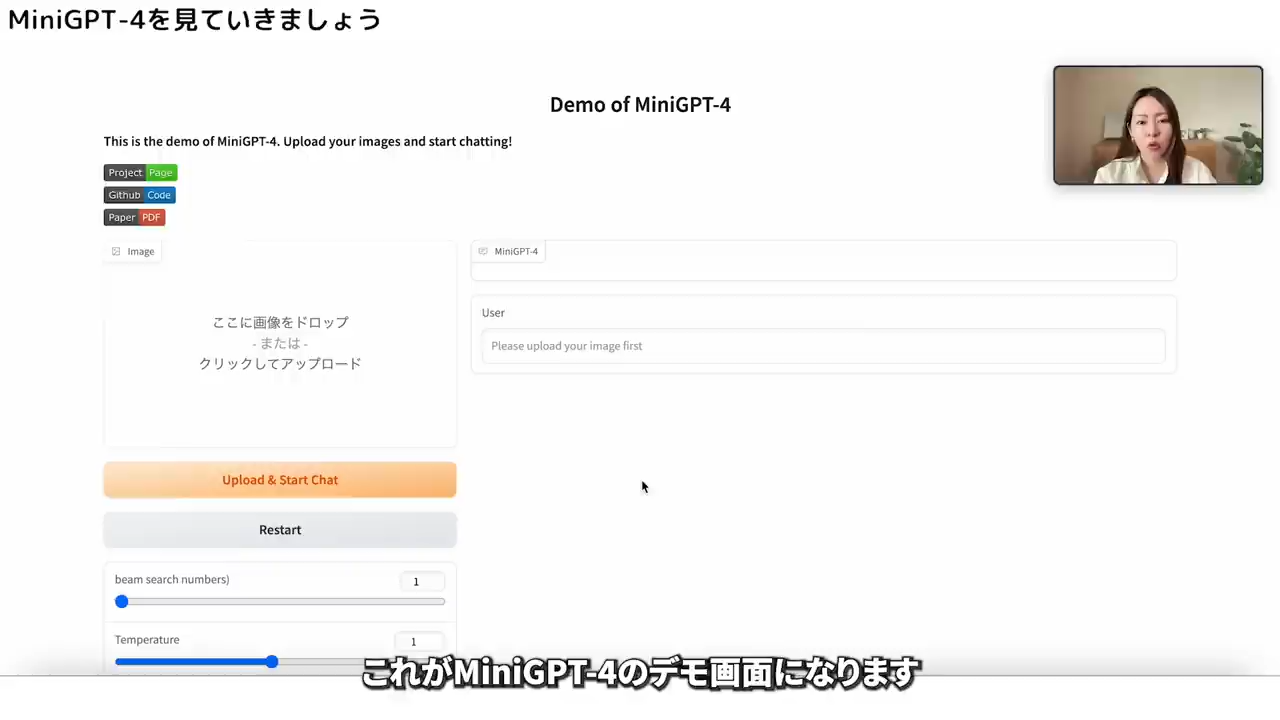 MiniGPT-4を見ていきましょう
Demo of MiniGPT-4
This is the demo of MiniGPT-4. Upload your images and start chatting!
Project Page
Github Code
Paper PDF
Image
ここに画像をドロップ
- または -
クリックしてアップロード
Upload & Start Chat
Restart
beam search numbers) 1
Temperature 1
MiniGPT-4
User
Please upload your image first
これがMiniGPT-4のデモ画面になります